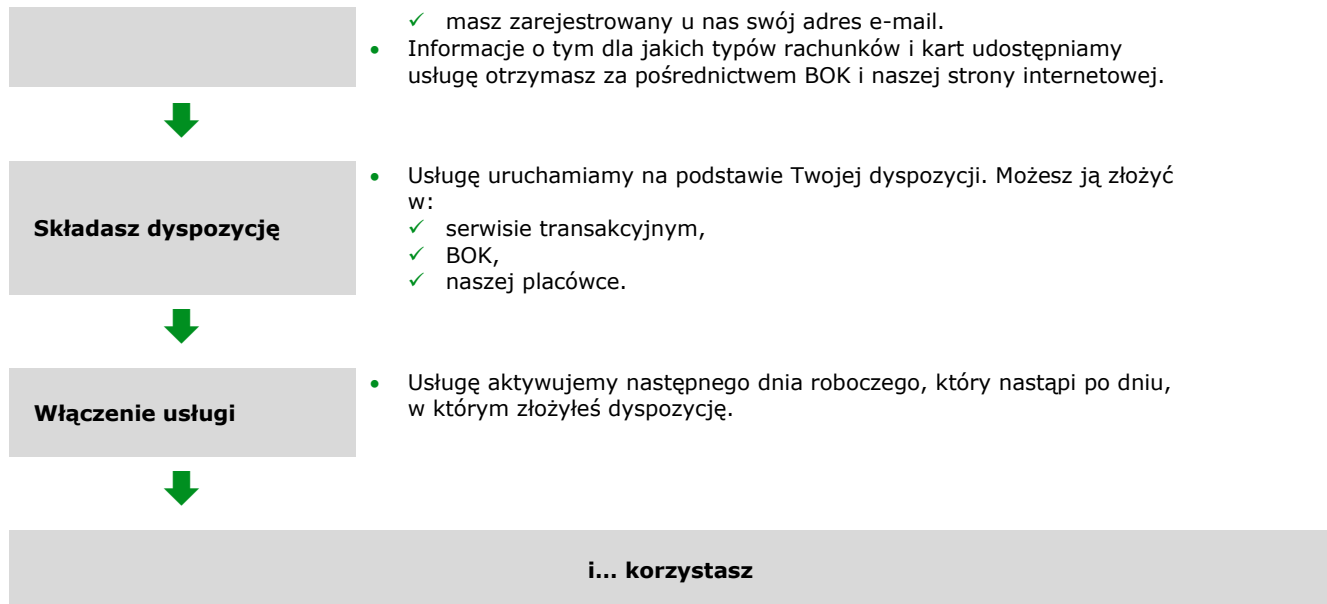 ✓ masz zarejestrowany u nas swój adres e-mail.
• Informacje o tym dla jakich typów rachunków i kart udostępniamy
usługę otrzymasz za pośrednictwem BOK i naszej strony internetowej.
Składasz dyspozycję
• Usługę uruchamiamy na podstawie Twojej dyspozycji. Możesz ją złożyć
w:
✓ serwisie transakcyjnym,
✓ BOK,
✓ naszej placówce.
Włączenie usługi
• Usługę aktywujemy następnego dnia roboczego, który nastąpi po dniu,
w którym złożyłeś dyspozycję.
i... korzystasz